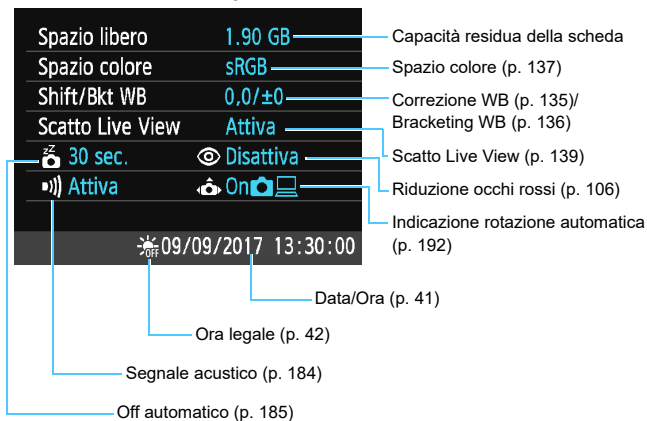 Spazio libero 1.90 GB
Spazio colore sRGB
Shift/Bkt WB 0,0/±0
Scatto Live View Attiva
zZ 30 sec. Disattiva
Attiva On
OFF 09/09/2017 13:30:00
Capacità residua della scheda
Spazio colore (p. 137)
Correzione WB (p. 135)/
Bracketing WB (p. 136)
Scatto Live View (p. 139)
Riduzione occhi rossi (p. 106)
Indicazione rotazione automatica
(p. 192)
Data/Ora (p. 41)
Ora legale (p. 42)
Segnale acustico (p. 184)
Off automatico (p. 185)